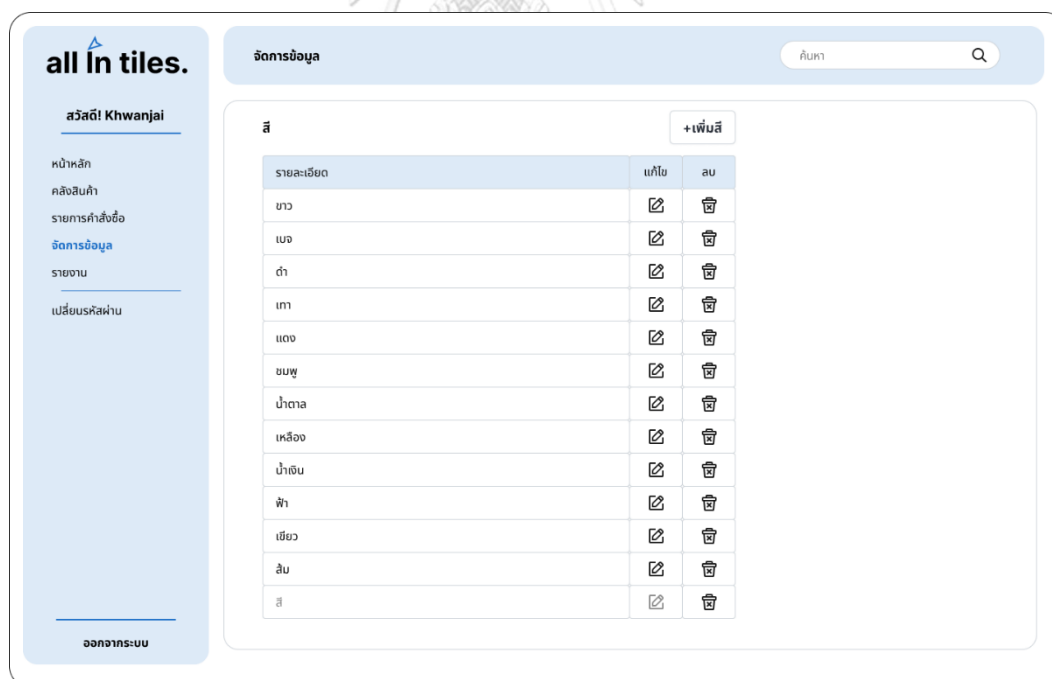 all in tiles.
สวัสดี! Khwanjai
หน้าหลัก
คลังสินค้า
รายการคำสั่งซื้อ
จัดการข้อมูล
รายงาน
เปลี่ยนรหัสผ่าน
ออกจากระบบ
จัดการข้อมูล
ค้นหา
สี
+เพิ่มสี
รายละเอียด แก้ไข ลบ
ขาว
เบจ
ดำ
เทา
แดง
ชมพู
น้ำตาล
เหลือง
น้ำเงิน
ฟ้า
เขียว
ส้ม
สี